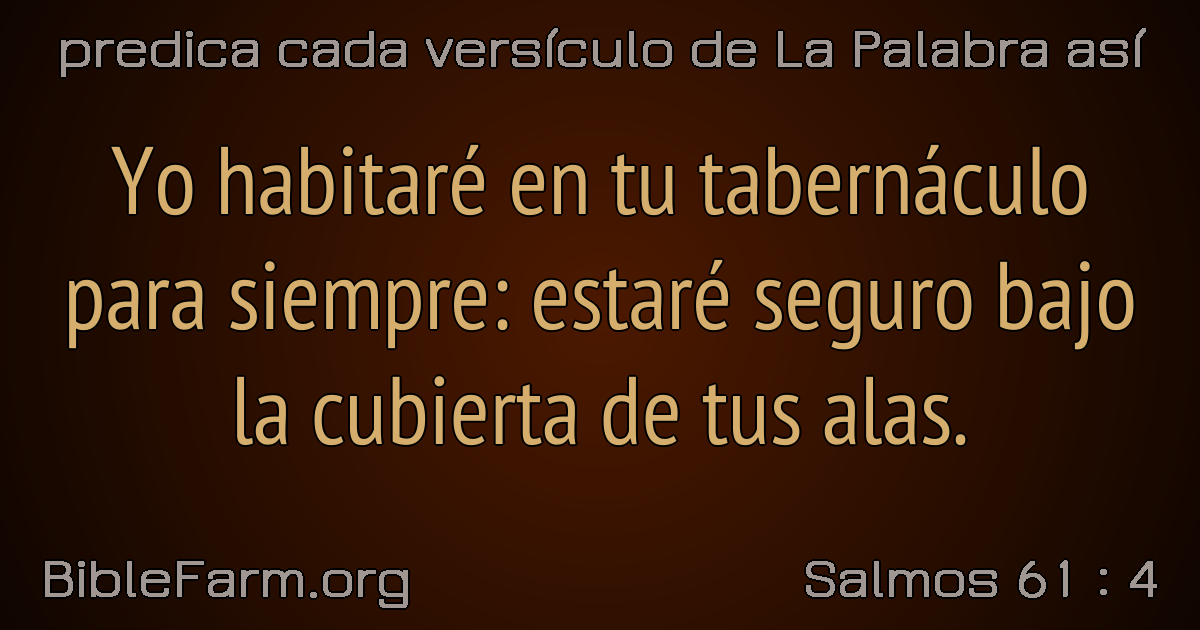 predica cada versículo de La Palabra así
Yo habitaré en tu tabernáculo
para siempre: estaré seguro bajo
la cubierta de tus alas.
BibleFarm.org
Salmos 61 : 4